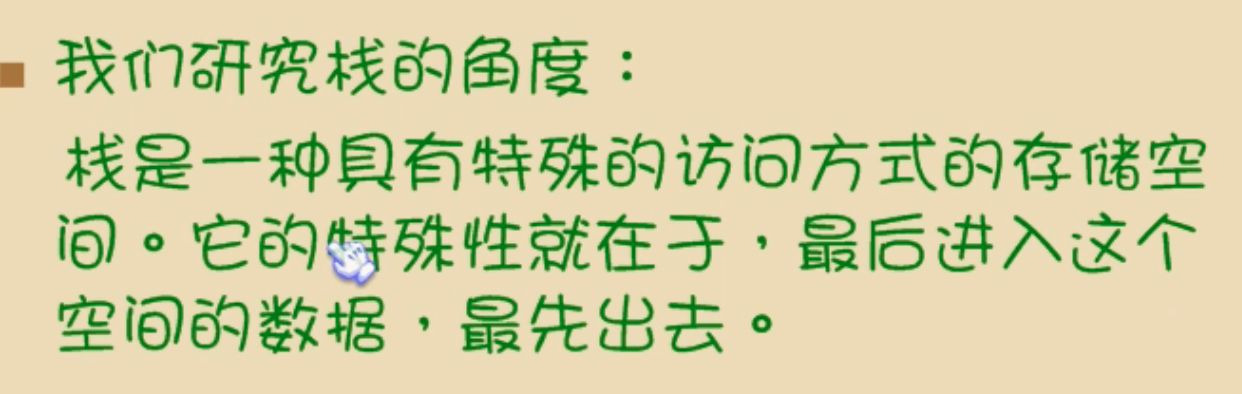 我们研究栈的角度：
栈是一种具有特殊的访问方式的存储空
间。它的特殊性就在于，最后进入这个
空间的数据，最先出去。